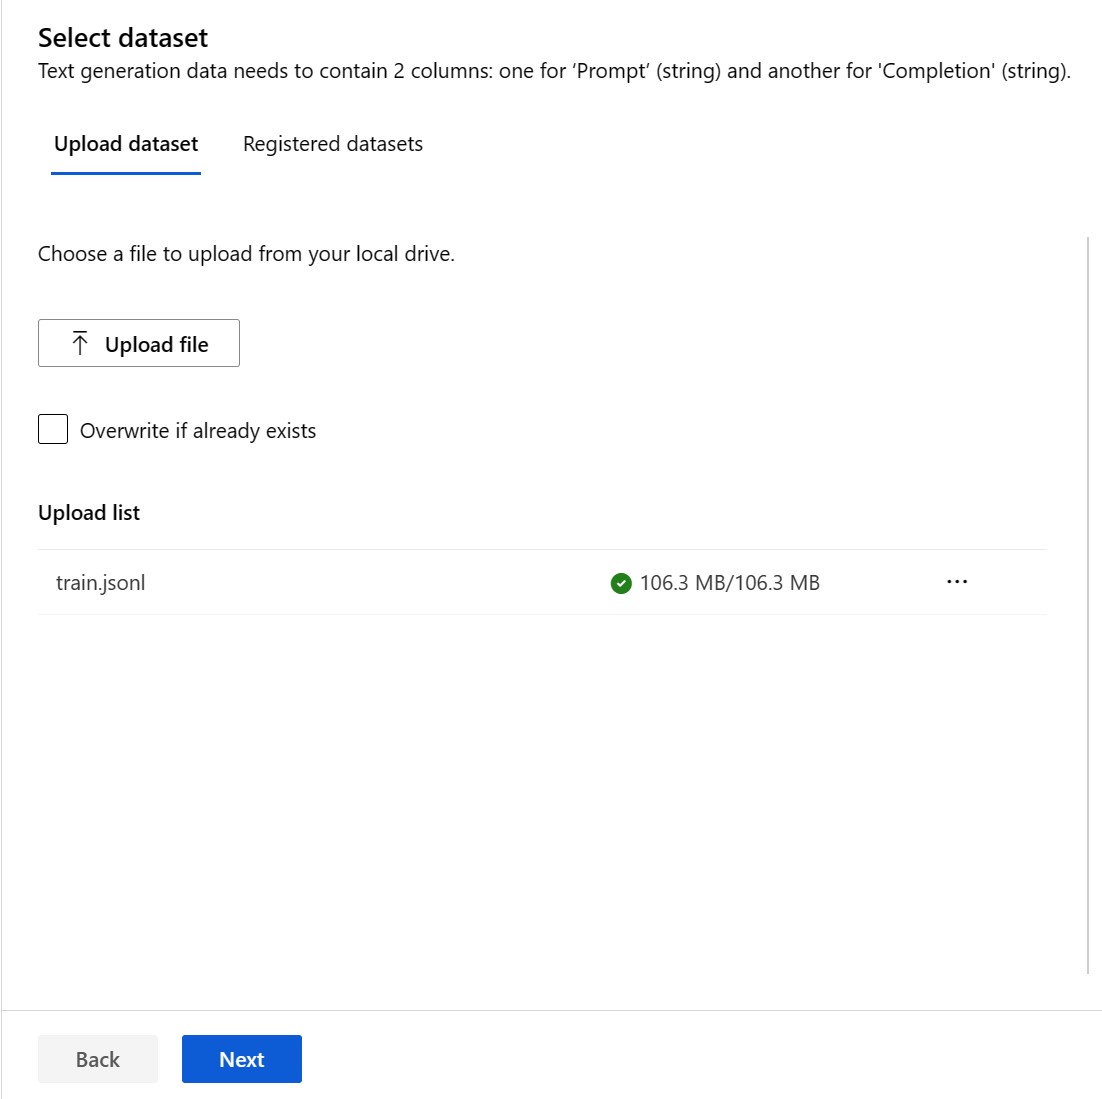 Select dataset
Text generation data needs to contain 2 columns: one for ‘Prompt’ (string) and another for 'Completion' (string).
Upload dataset Registered datasets
Choose a file to upload from your local drive.
Upload file
Overwrite if already exists
Upload list
train.jsonl 106.3 MB/106.3 MB ...
Back Next